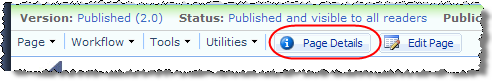 Version: Published (2.0) Status: Published and visible to all readers Public
Page Workflow Tools Utilities Page Details Edit Page